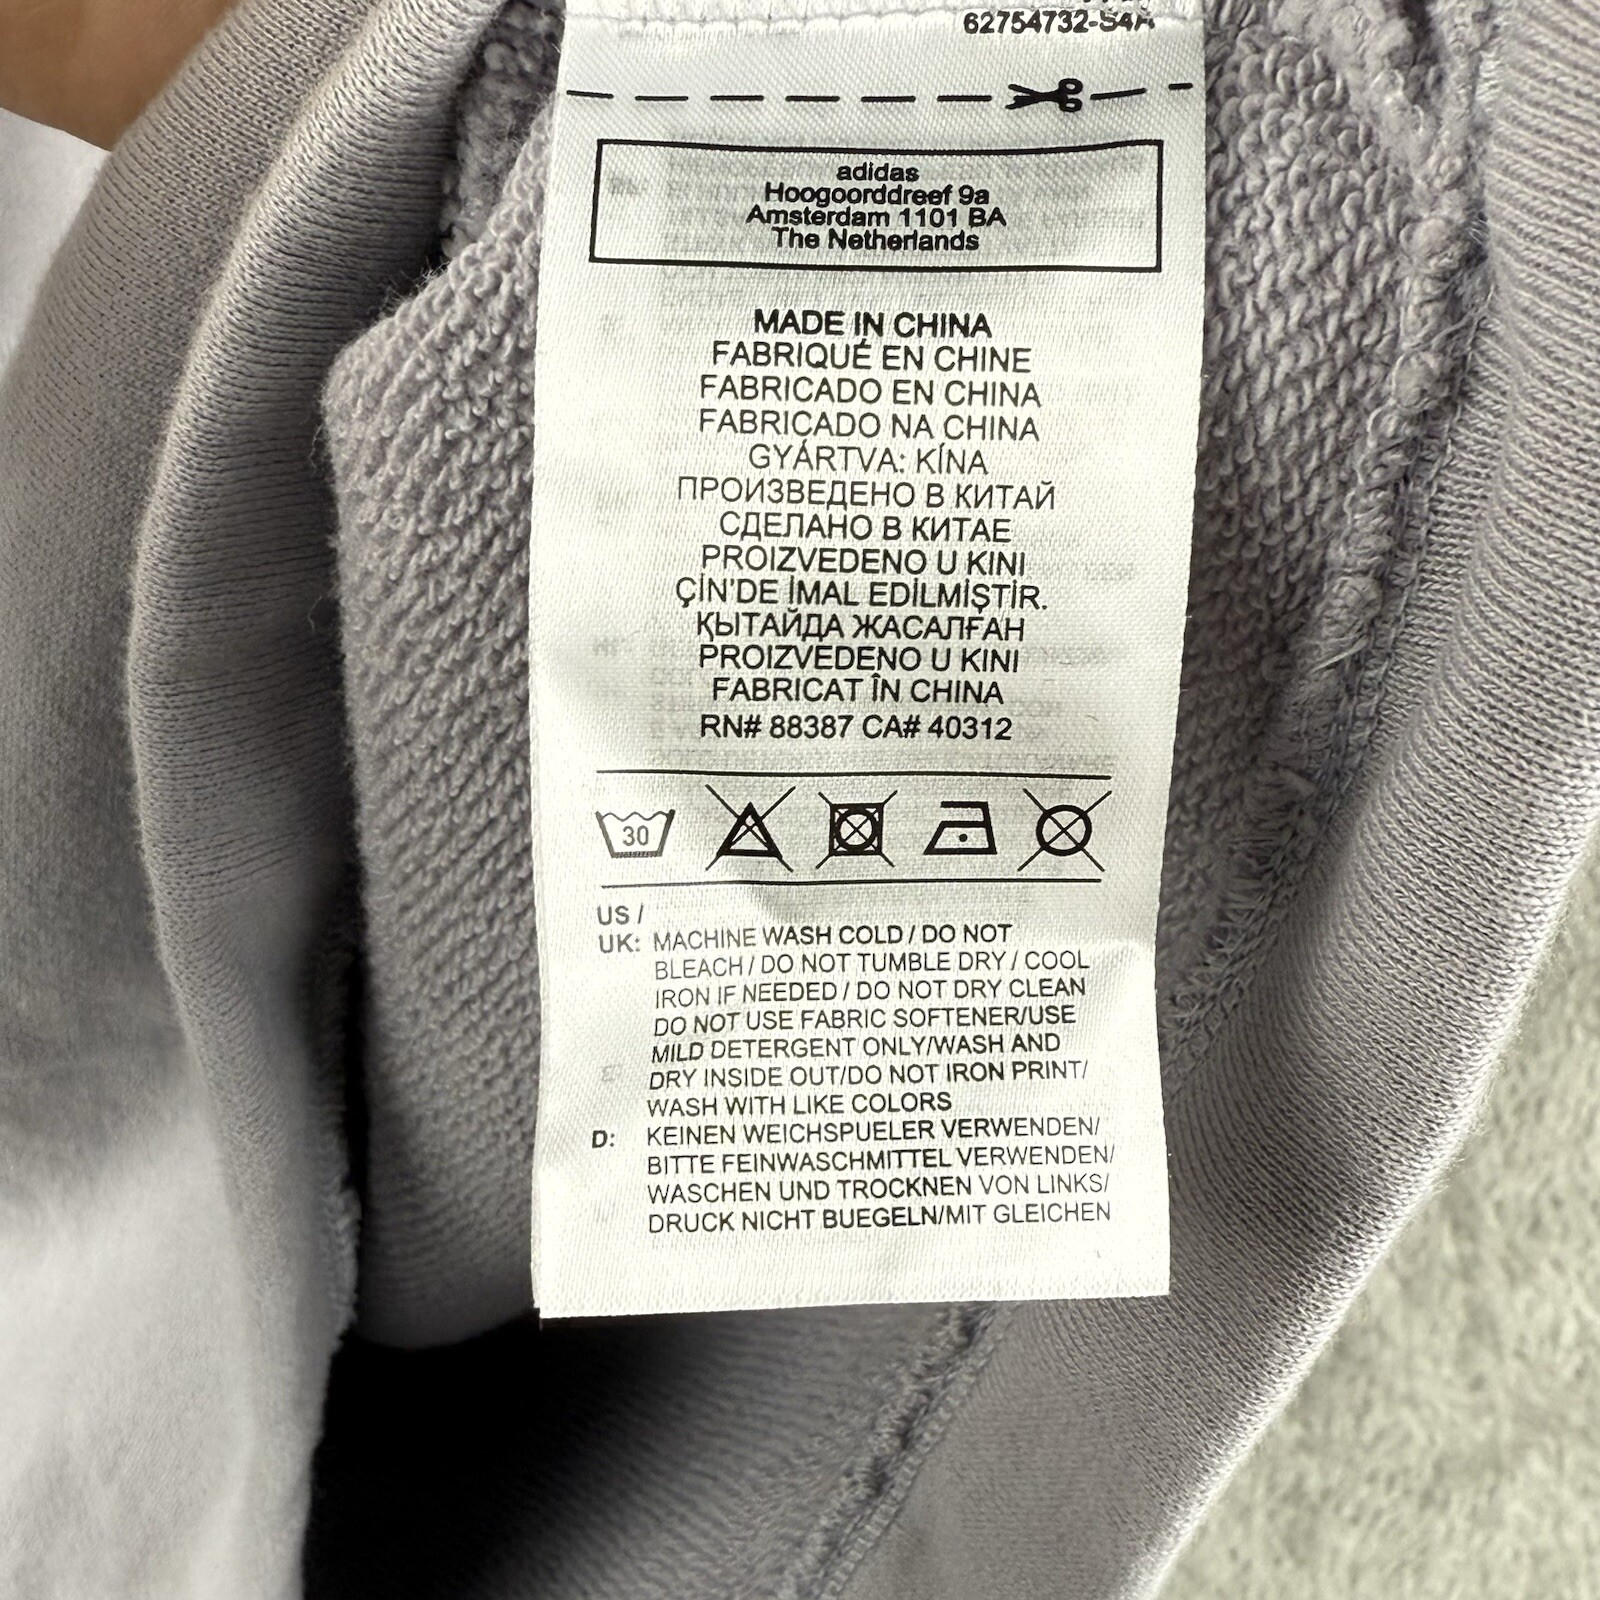 62754732-S4A
adidas
Hoogoorddreef 9a
Amsterdam 1101 BA
The Netherlands
MADE IN CHINA
FABRIQUÉ EN CHINE
FABRICADO EN CHINA
FABRICADO NA CHINA
GYÁRTVA: KÍNA
ПРОИЗВЕДЕНО В КИТАЙ
СДЕЛАНО В КИТАЕ
PROIZVEDENO U KINI
ÇİN'DE İMAL EDİLMİŞTİR.
ҚЫТАЙДА ЖАСАЛҒАН
PROIZVEDENO U KINI
FABRICAT ÎN CHINA
RN# 88387 CA# 40312
30
US /
UK: MACHINE WASH COLD / DO NOT
BLEACH / DO NOT TUMBLE DRY / COOL
IRON IF NEEDED / DO NOT DRY CLEAN
DO NOT USE FABRIC SOFTENER/USE
MILD DETERGENT ONLY/WASH AND
DRY INSIDE OUT/DO NOT IRON PRINT/
WASH WITH LIKE COLORS
D: KEINEN WEICHSPUELER VERWENDEN/
BITTE FEINWASCHMITTEL VERWENDEN/
WASCHEN UND TROCKNEN VON LINKS/
DRUCK NICHT BUEGELN/MIT GLEICHEN